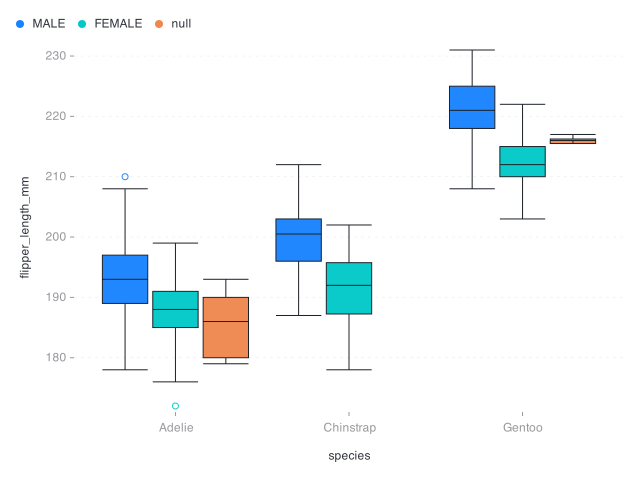 MALE FEMALE null
230
220
210
200
190
180
flipper_length_mm
Adelie Chinstrap Gentoo
species